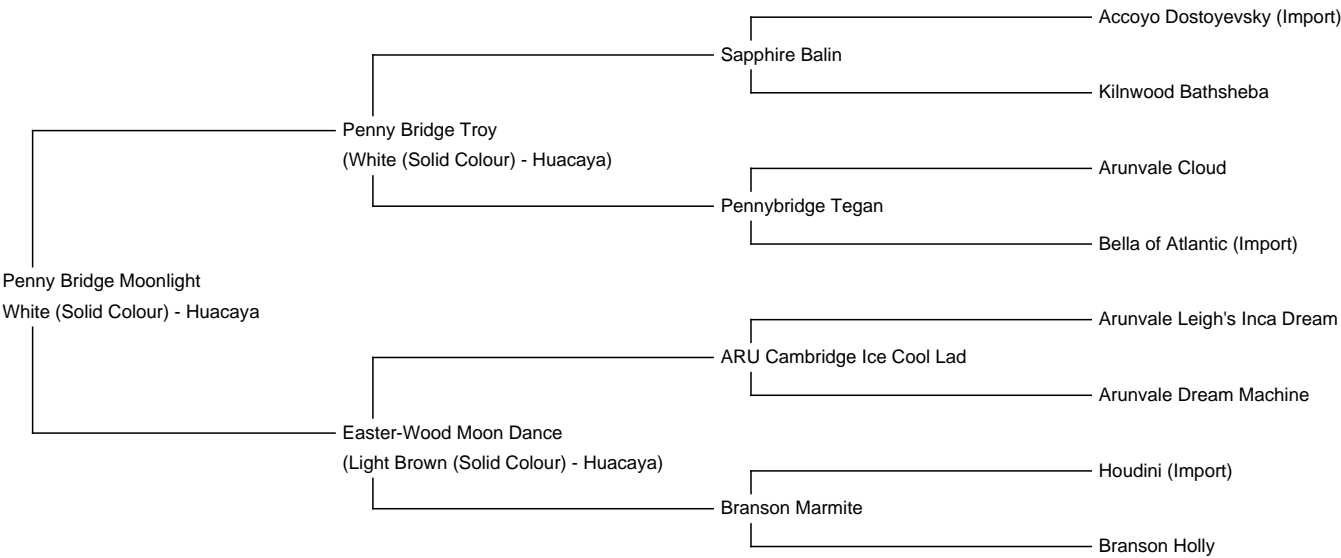 Accoyo Dostoyevsky (Import)
Sapphire Balin
Kilnwood Bathsheba
Penny Bridge Troy
(White (Solid Colour) - Huacaya)
Arunvale Cloud
Pennybridge Tegan
Bella of Atlantic (Import)
Penny Bridge Moonlight
White (Solid Colour) - Huacaya
Arunvale Leigh's Inca Dream
ARU Cambridge Ice Cool Lad
Arunvale Dream Machine
Easter-Wood Moon Dance
(Light Brown (Solid Colour) - Huacaya)
Houdini (Import)
Branson Marmite
Branson Holly